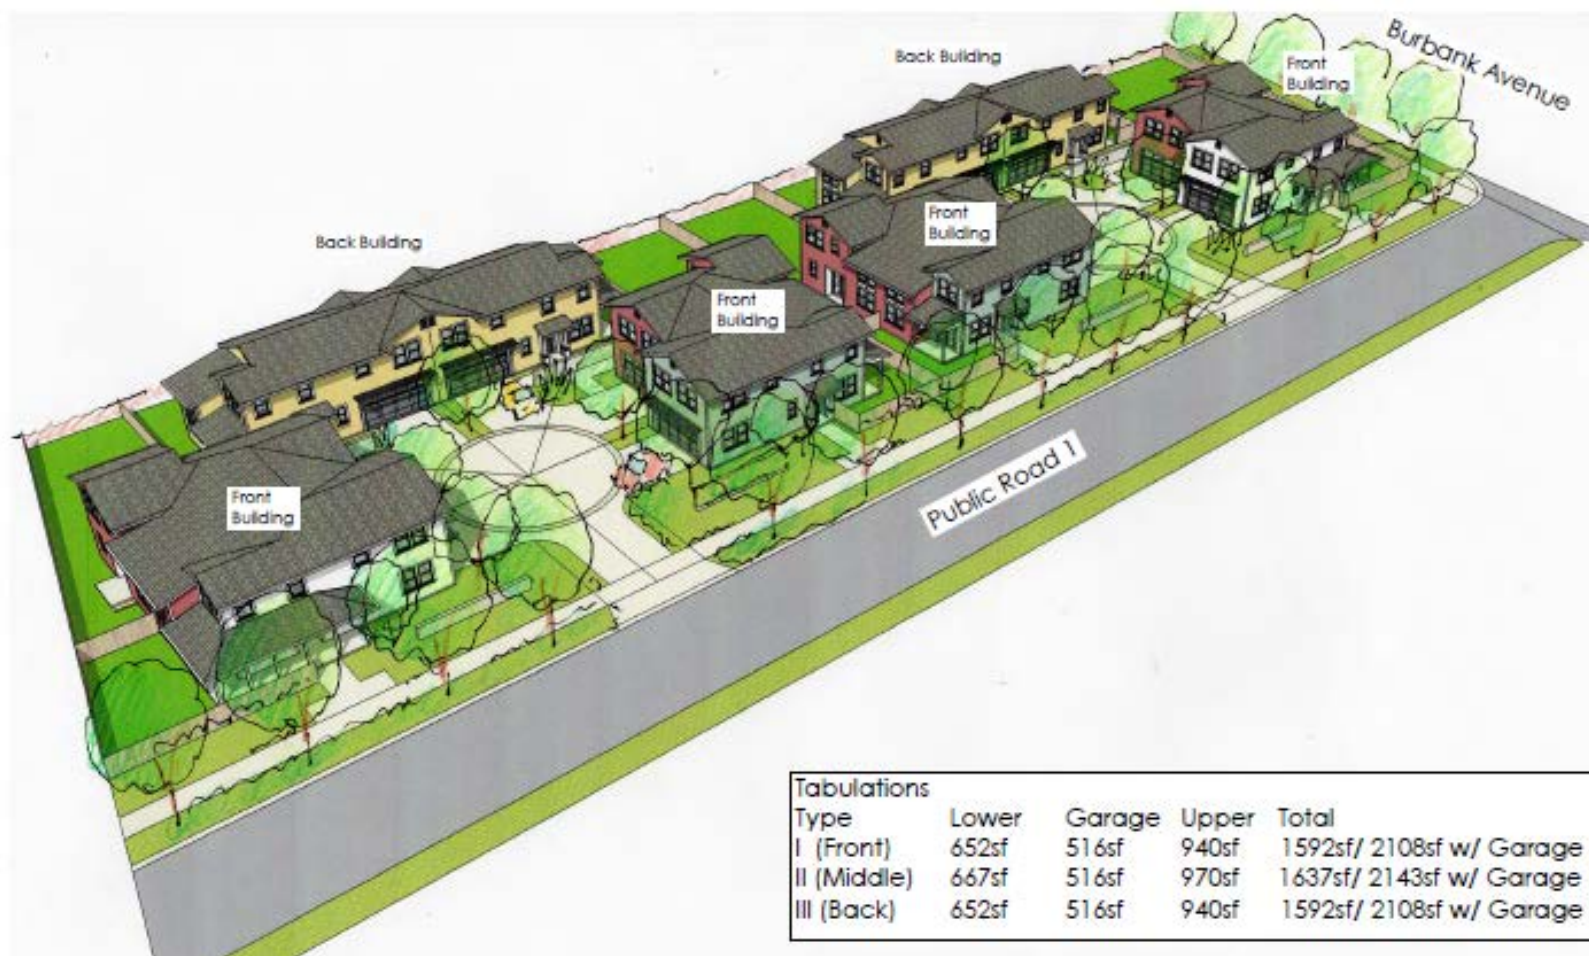 Burbank Avenue
Back Building
Front
Building
Back Building
Front
Building
Front
Building
Front
Building
Public Road 1
Tabulations
Type Lower Garage Upper Total
I (Front) 652sf 516sf 940sf 1592sf/ 2108sf w/ Garage
II (Middle) 667sf 516sf 970sf 1637sf/ 2143sf w/ Garage
III (Back) 652sf 516sf 940sf 1592sf/ 2108sf w/ Garage